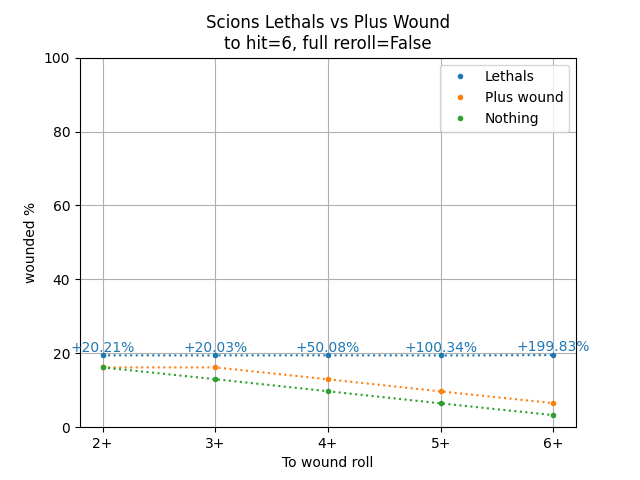 Scions Lethals vs Plus Wound
to hit=6, full reroll=False
100
80
60
40
20
0
wounded %
Lethals
Plus wound
Nothing
+20.21%
+20.03%
+50.08%
+100.34%
+199.83%
2+
3+
4+
5+
6+
To wound roll